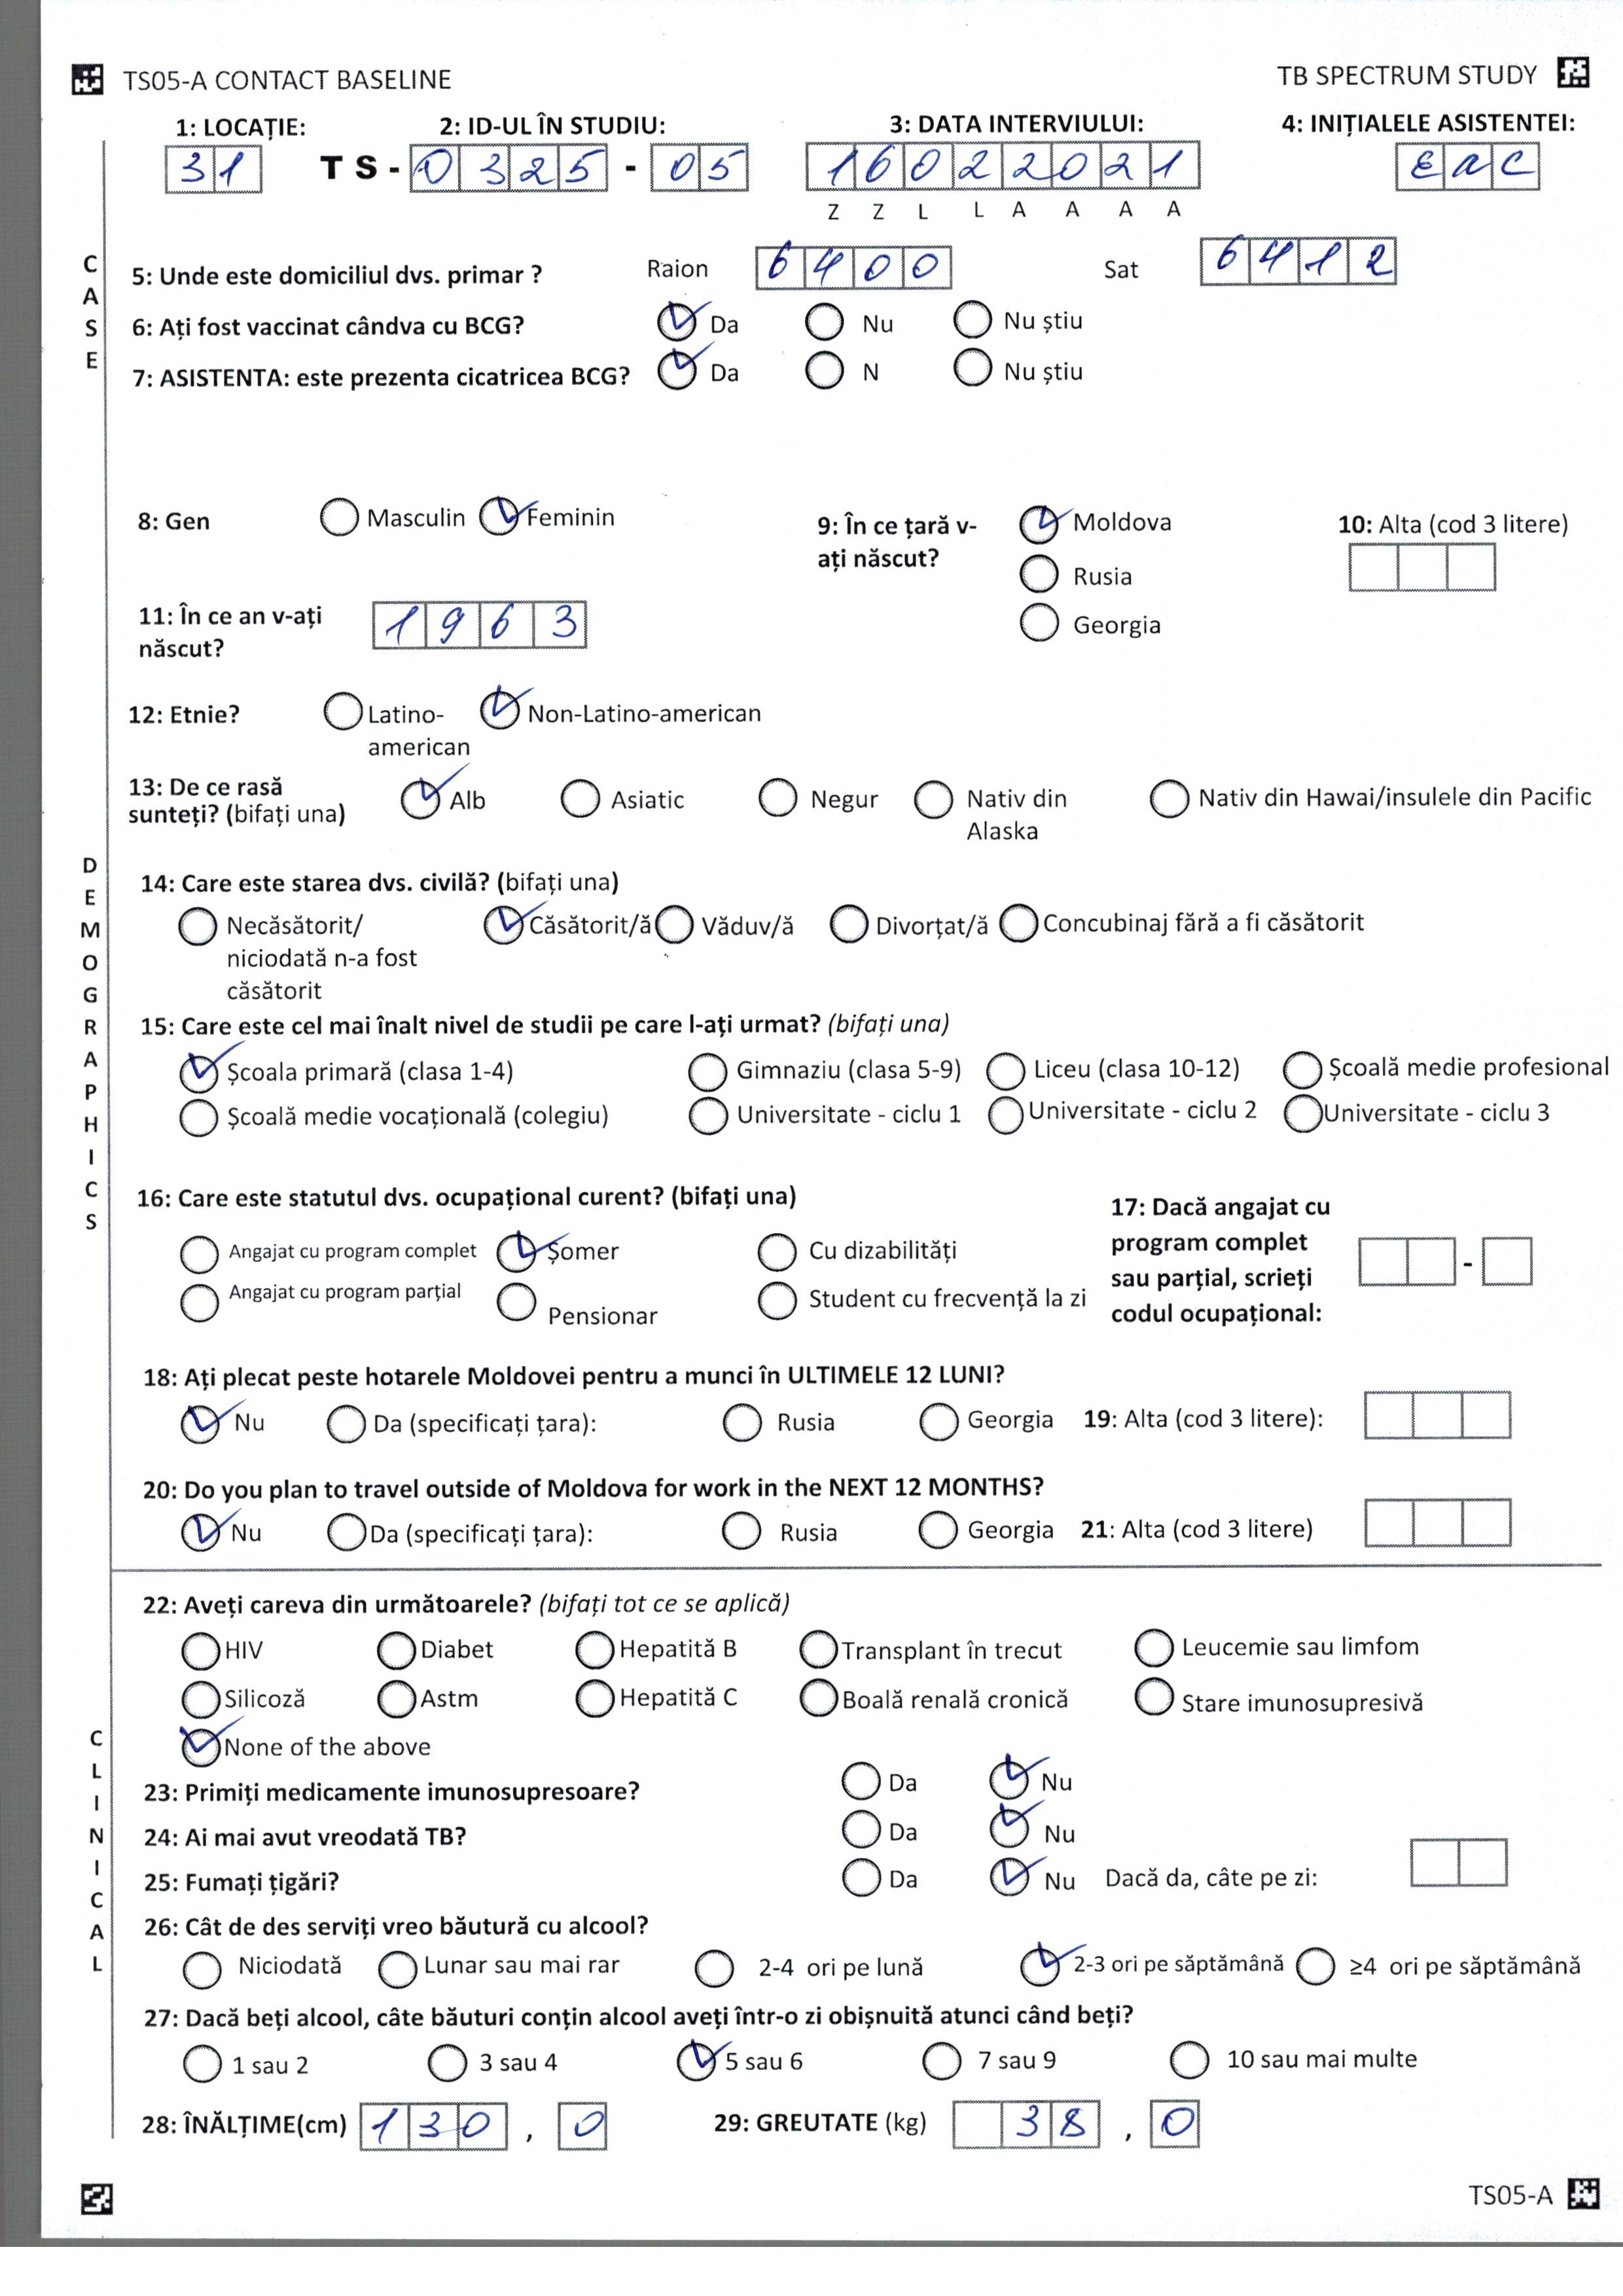 TS05-A CONTACT BASELINE TB SPECTRUM STUDY
1: LOCAȚIE: 2: ID-UL ÎN STUDIU: 3: DATA INTERVIULUI: 4: INIȚIALELE ASISTENTEI:
31 TS - 0325 - 05 16022021 EAC
Z Z L L A A A A
CASE
5: Unde este domiciliul dvs. primar ? Raion 6400 Sat 6412
6: Ați fost vaccinat cândva cu BCG? Da Nu Nu știu
7: ASISTENTA: este prezenta cicatricea BCG? Da N Nu știu
DEMOGRAPHICS
8: Gen Masculin Feminin
9: În ce țară v-
ați născut?
Moldova
Rusia
Georgia
10: Alta (cod 3 litere)
11: În ce an v-ați
născut?
1963
12: Etnie? Latino-
american
Non-Latino-american
13: De ce rasă
sunteți? (bifați una)
Alb Asiatic Negur Nativ din
Alaska
Nativ din Hawai/insulele din Pacific
14: Care este starea dvs. civilă? (bifați una)
Necăsătorit/
niciodată n-a fost
căsătorit
Căsătorit/ă Văduv/ă Divorțat/ă Concubinaj fără a fi căsătorit
15: Care este cel mai înalt nivel de studii pe care l-ați urmat? (bifați una)
Școala primară (clasa 1-4) Gimnaziu (clasa 5-9) Liceu (clasa 10-12) Școală medie profesional
Școală medie vocațională (colegiu) Universitate - ciclu 1 Universitate - ciclu 2 Universitate - ciclu 3
16: Care este statutul dvs. ocupațional curent? (bifați una)
Angajat cu program complet Șomer Cu dizabilități
Angajat cu program parțial Pensionar Student cu frecvență la zi
17: Dacă angajat cu
program complet
sau parțial, scrieți
codul ocupațional:
-
18: Ați plecat peste hotarele Moldovei pentru a munci în ULTIMELE 12 LUNI?
Nu Da (specificați țara): Rusia Georgia 19: Alta (cod 3 litere):
20: Do you plan to travel outside of Moldova for work in the NEXT 12 MONTHS?
Nu Da (specificați țara): Rusia Georgia 21: Alta (cod 3 litere)
CLINICAL
22: Aveți careva din următoarele? (bifați tot ce se aplică)
HIV Diabet Hepatită B Transplant în trecut Leucemie sau limfom
Silicoză Astm Hepatită C Boală renală cronică Stare imunosupresivă
None of the above
23: Primiți medicamente imunosupresoare? Da Nu
24: Ai mai avut vreodată TB? Da Nu
25: Fumați țigări? Da Nu Dacă da, câte pe zi:
26: Cât de des serviți vreo băutură cu alcool?
Niciodată Lunar sau mai rar 2-4 ori pe lună 2-3 ori pe săptămână ≥4 ori pe săptămână
27: Dacă beți alcool, câte băuturi conțin alcool aveți într-o zi obișnuită atunci când beți?
1 sau 2 3 sau 4 5 sau 6 7 sau 9 10 sau mai multe
28: ÎNĂLȚIME(cm) 130 , 0 29: GREUTATE (kg) 38 , 0
TS05-A